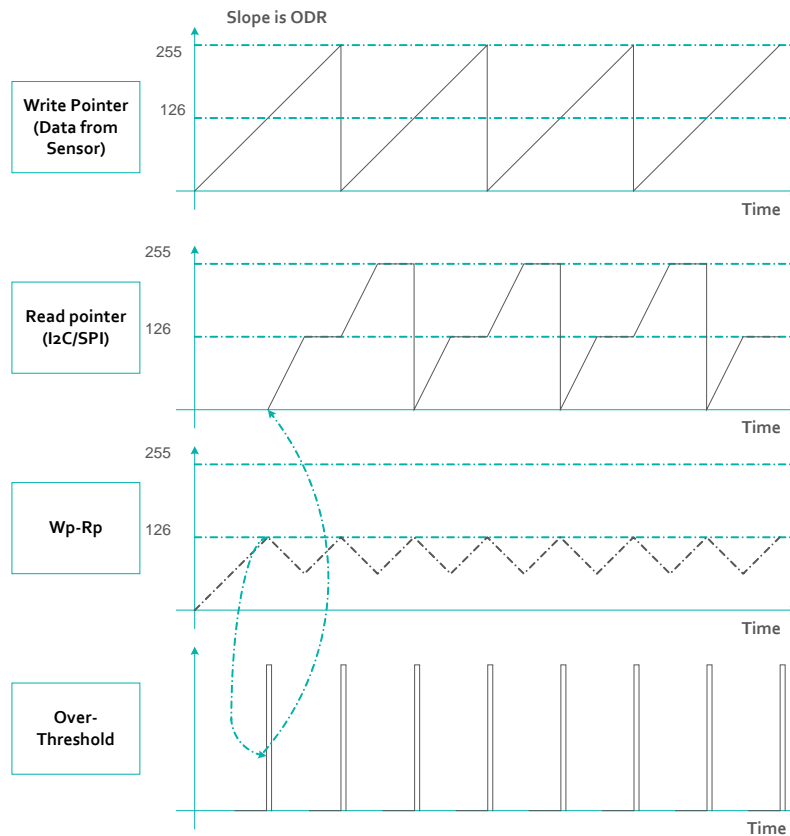 Slope is ODR
255
126
Write Pointer
(Data from
Sensor)
Time
255
126
Read pointer
(I2C/SPI)
Time
255
126
Wp-Rp
Time
Over-
Threshold
Time